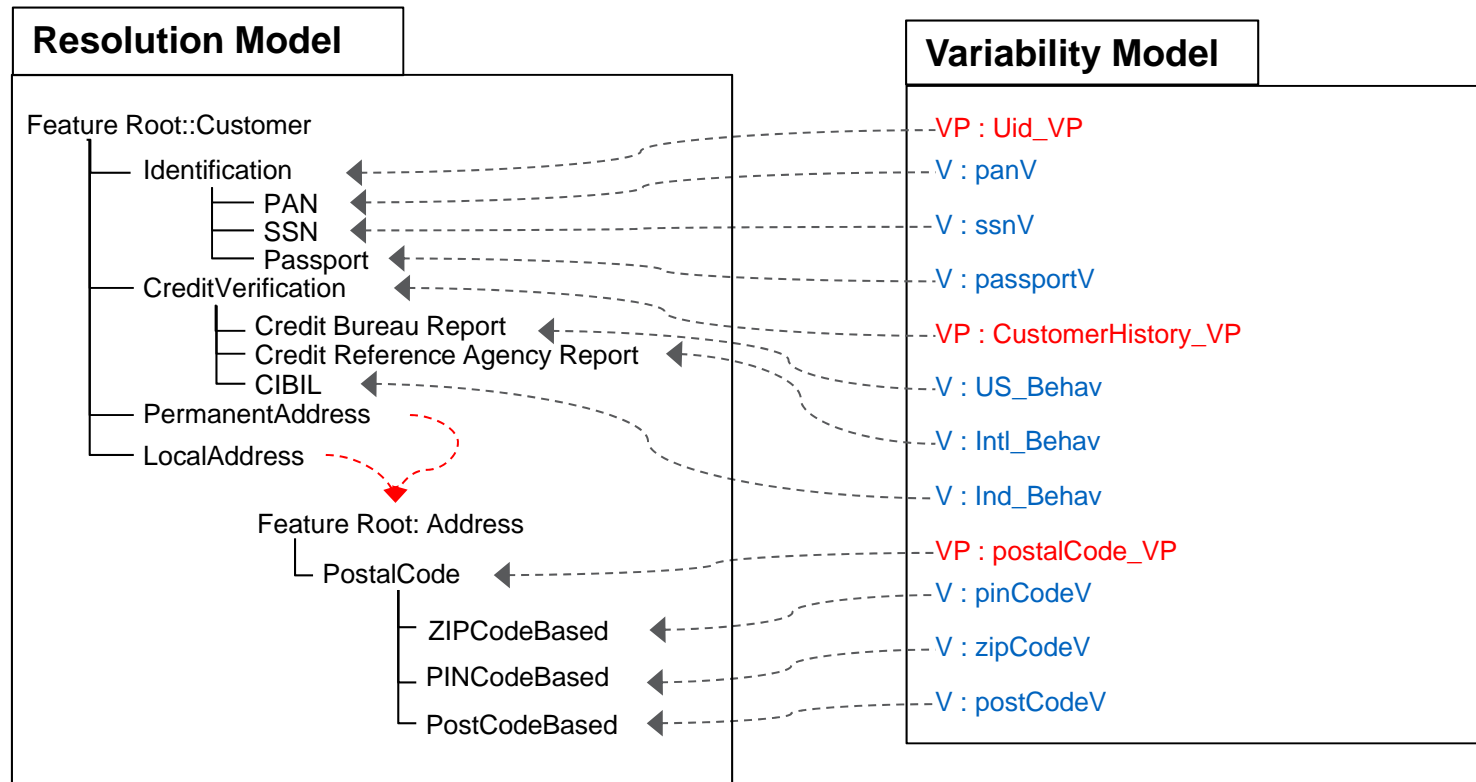 Resolution Model
Feature Root::Customer
Identification
PAN
SSN
Passport
CreditVerification
Credit Bureau Report
Credit Reference Agency Report
CIBIL
PermanentAddress
LocalAddress
Feature Root: Address
PostalCode
ZIPCodeBased
PINCodeBased
PostCodeBased
Variability Model
VP : Uid_VP
V : panV
V : ssnV
V : passportV
VP : CustomerHistory_VP
V : US_Behav
V : Intl_Behav
V : Ind_Behav
VP : postalCode_VP
V : pinCodeV
V : zipCodeV
V : postCodeV